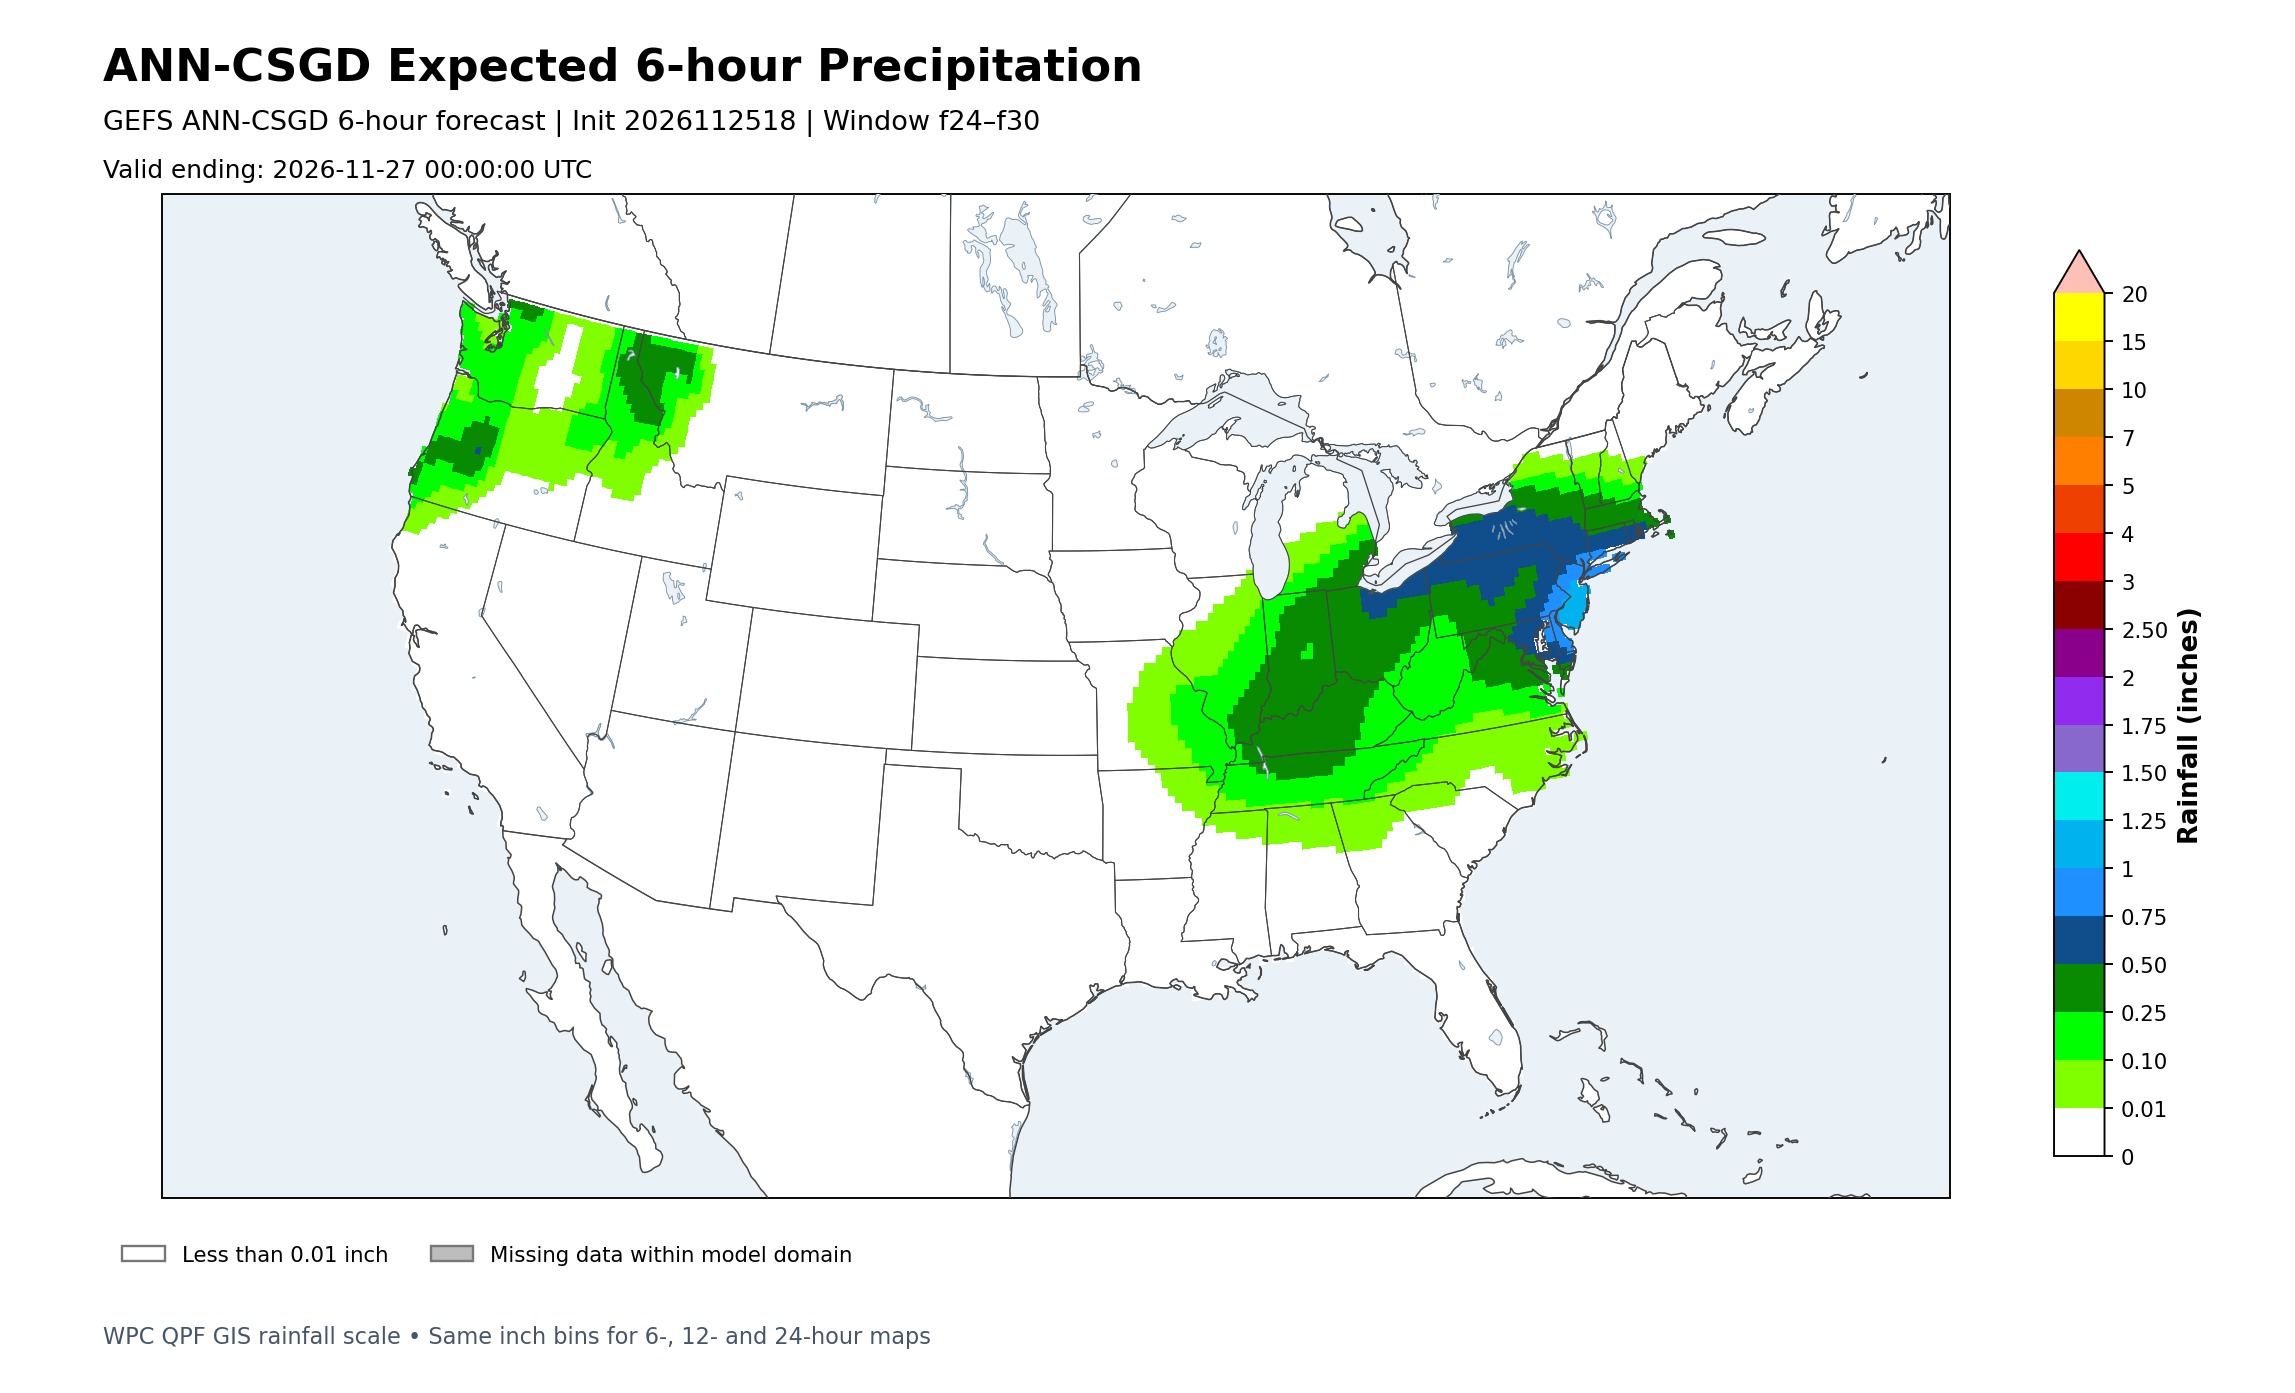 ANN-CSGD Expected 6-hour Precipitation
GEFS ANN-CSGD 6-hour forecast | Init 2026112518 | Window f24–f30
Valid ending: 2026-11-27 00:00:00 UTC
20
15
10
7
5
4
3
2.50
2
1.75
1.50
1.25
1
0.75
0.50
0.25
0.10
0.01
0
Rainfall (inches)
Less than 0.01 inch
Missing data within model domain
WPC QPF GIS rainfall scale • Same inch bins for 6-, 12- and 24-hour maps